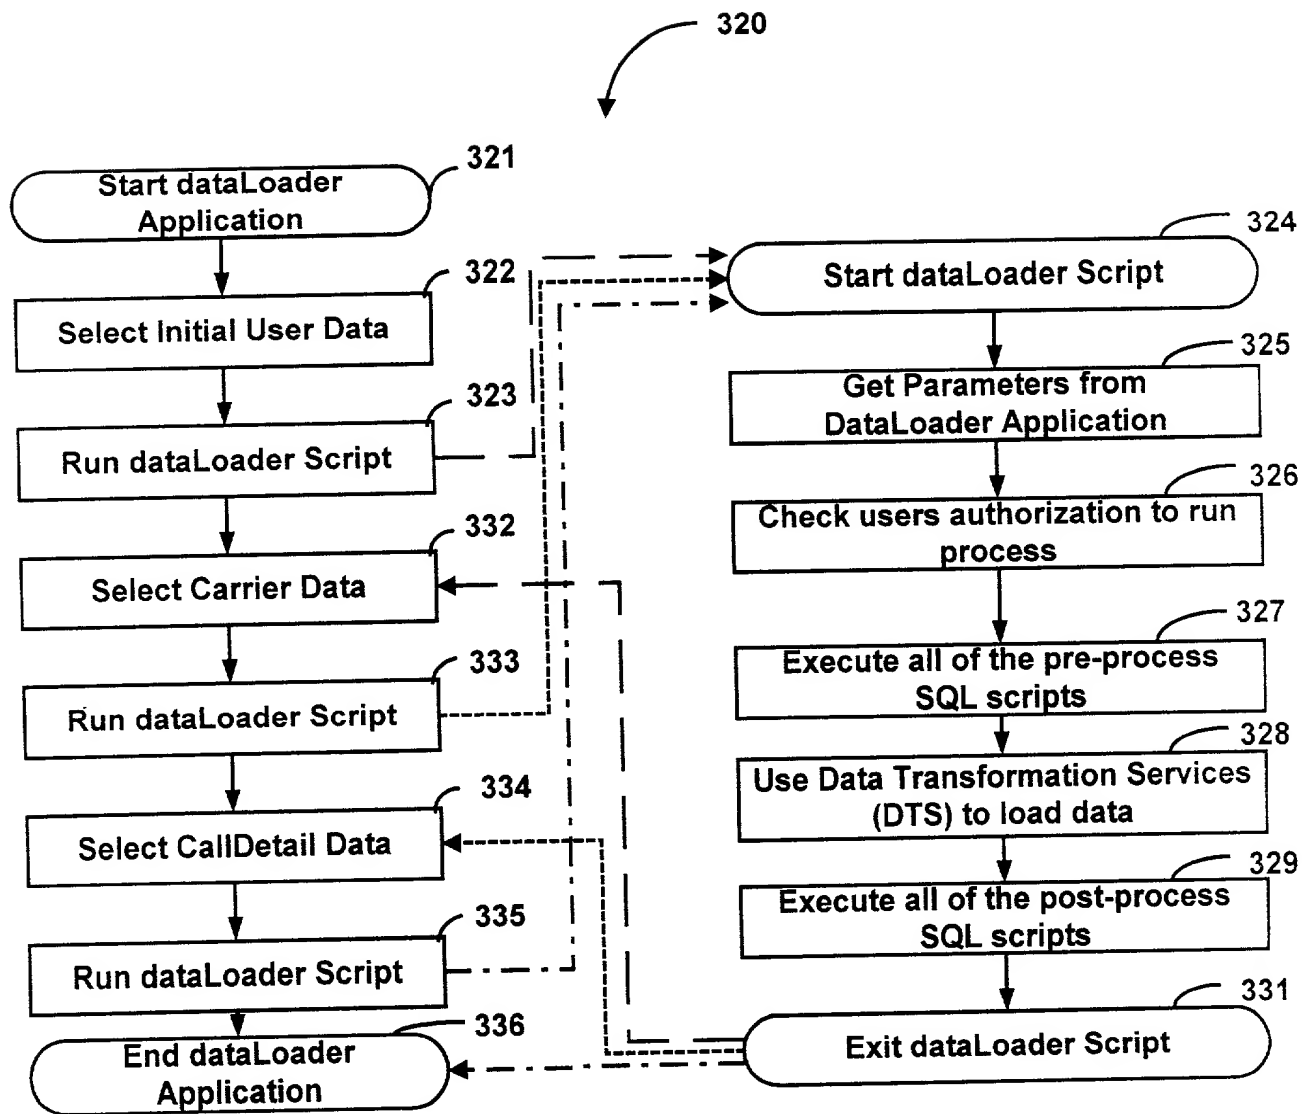 320
321
Start dataLoader
Application
322
Select Initial User Data
323
Run dataLoader Script
332
Select Carrier Data
333
Run dataLoader Script
334
Select CallDetail Data
335
Run dataLoader Script
336
End dataLoader
Application
324
Start dataLoader Script
325
Get Parameters from
DataLoader Application
326
Check users authorization to run
process
327
Execute all of the pre-process
SQL scripts
328
Use Data Transformation Services
(DTS) to load data
329
Execute all of the post-process
SQL scripts
331
Exit dataLoader Script